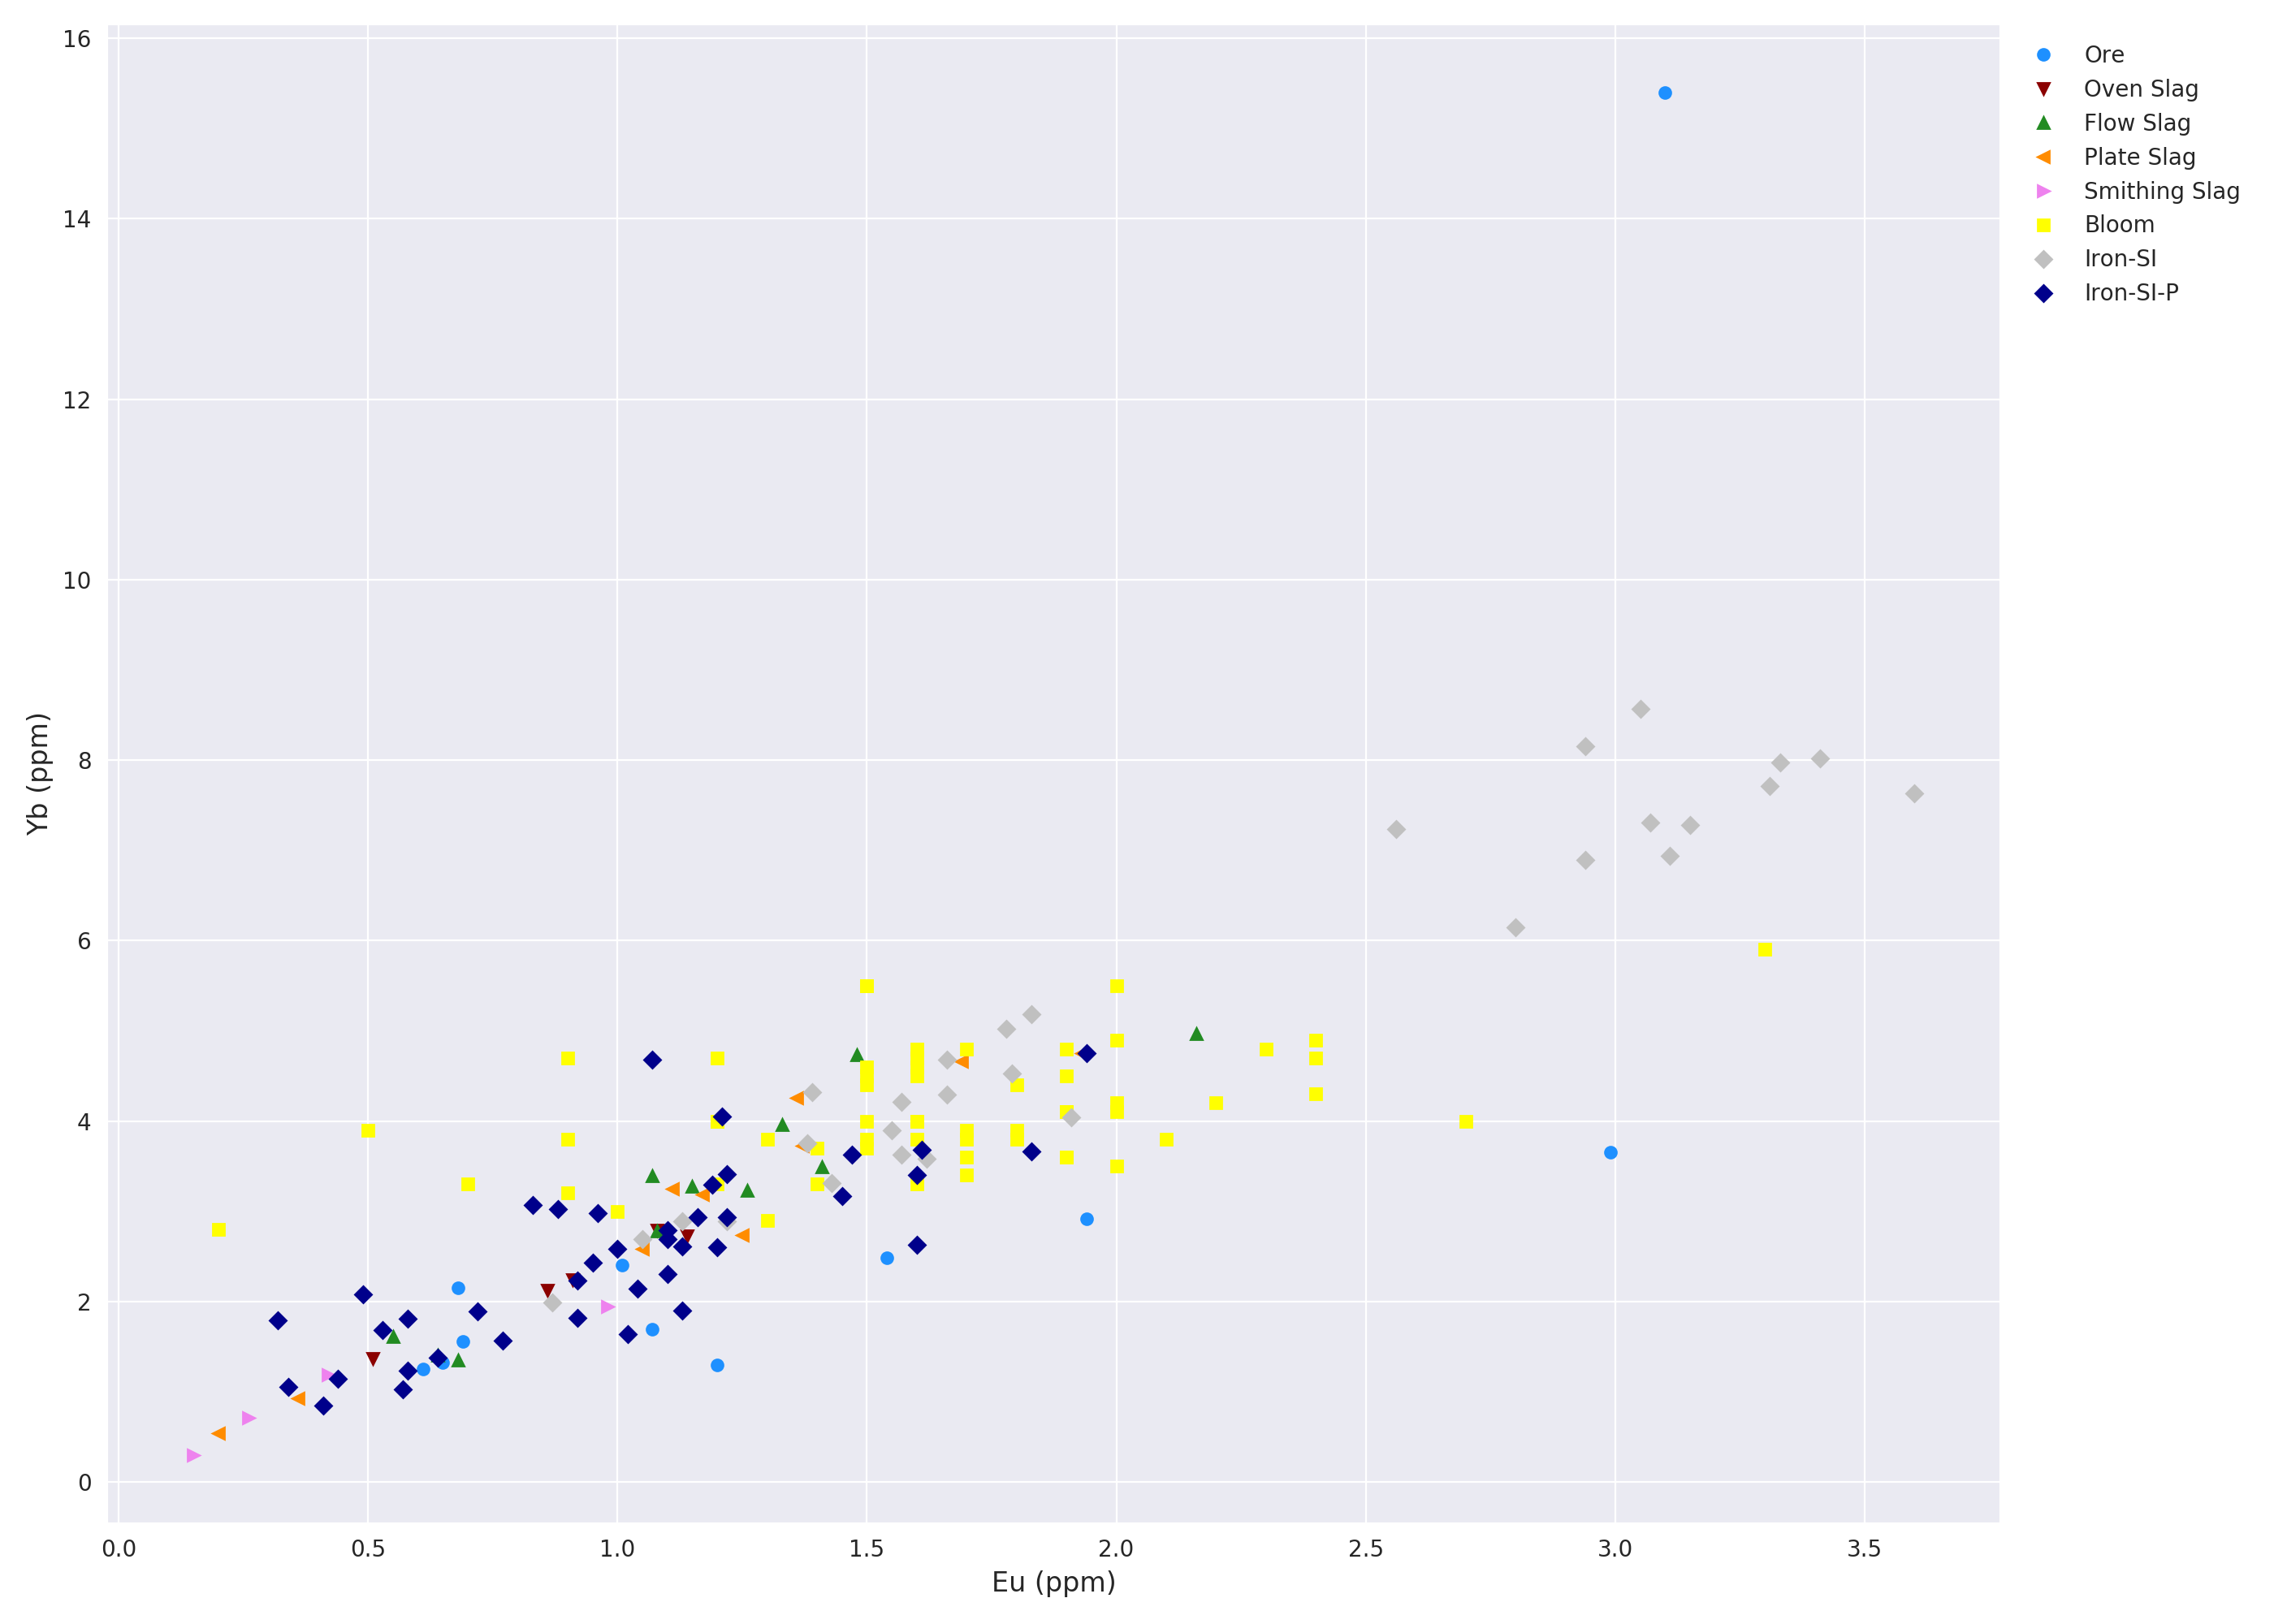 16
14
12
10
8
6
4
2
0
Yb (ppm)
0.0 0.5 1.0 1.5 2.0 2.5 3.0 3.5
Eu (ppm)
Ore
Oven Slag
Flow Slag
Plate Slag
Smithing Slag
Bloom
Iron-SI
Iron-SI-P